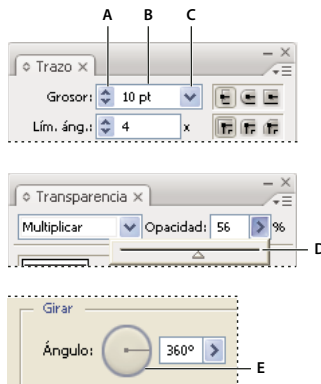 A B C
Trazo
Grosor: 10 pt
Lím. áng.: 4 x
Transparencia
Multiplicar Opacidad: 56 %
D
Girar
Ángulo: 360°
E